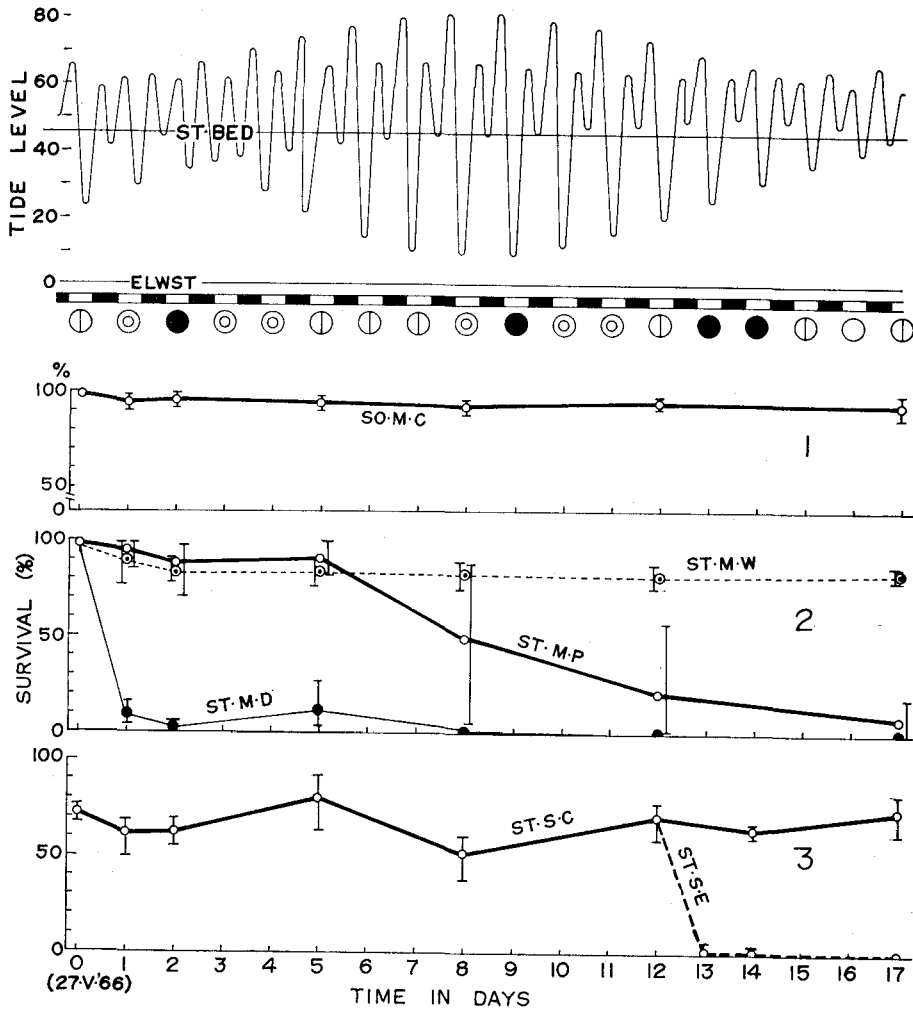 80
60
40
20
0
TIDE LEVEL
ST·BED
ELWST
%
100
50
0
SO·M·C
1
100
50
0
SURVIVAL (%)
ST·M·W
ST·M·P
ST·M·D
2
100
50
0
ST·S·C
ST·S·E
3
0 1 2 3 4 5 6 7 8 9 10 11 12 13 14 15 16 17
(27·V·'66)
TIME IN DAYS